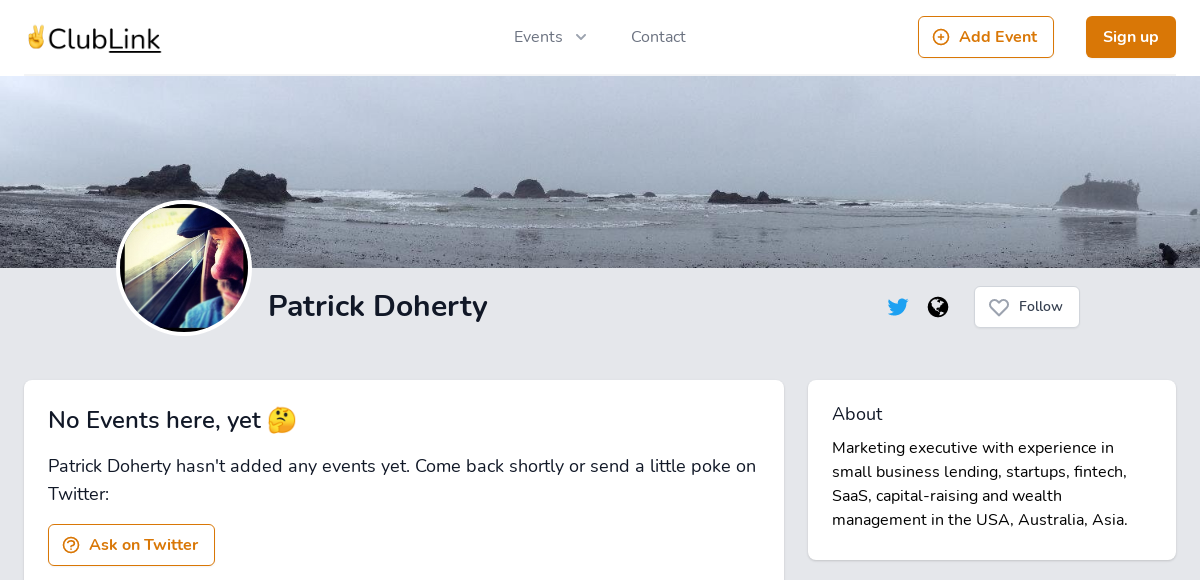 ✌️ClubLink
Events
Contact
Add Event
Sign up
Patrick Doherty
Follow
No Events here, yet 🤔
Patrick Doherty hasn't added any events yet. Come back shortly or send a little poke on
Twitter:
Ask on Twitter
About
Marketing executive with experience in
small business lending, startups, fintech,
SaaS, capital-raising and wealth
management in the USA, Australia, Asia.